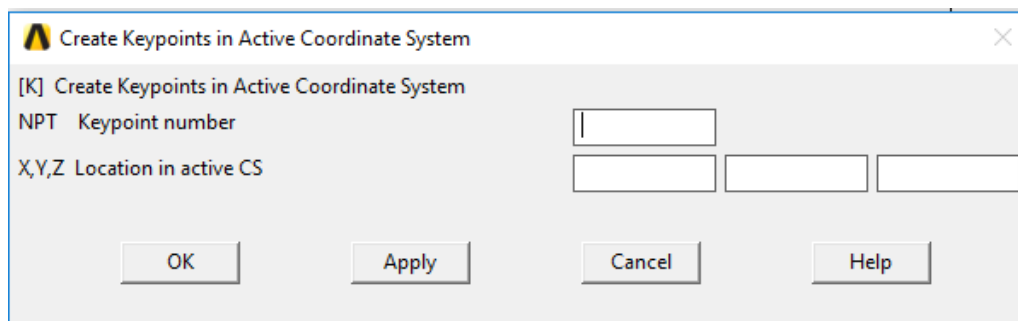 Create Keypoints in Active Coordinate System
[K] Create Keypoints in Active Coordinate System
NPT Keypoint number
X,Y,Z Location in active CS
OK Apply Cancel Help